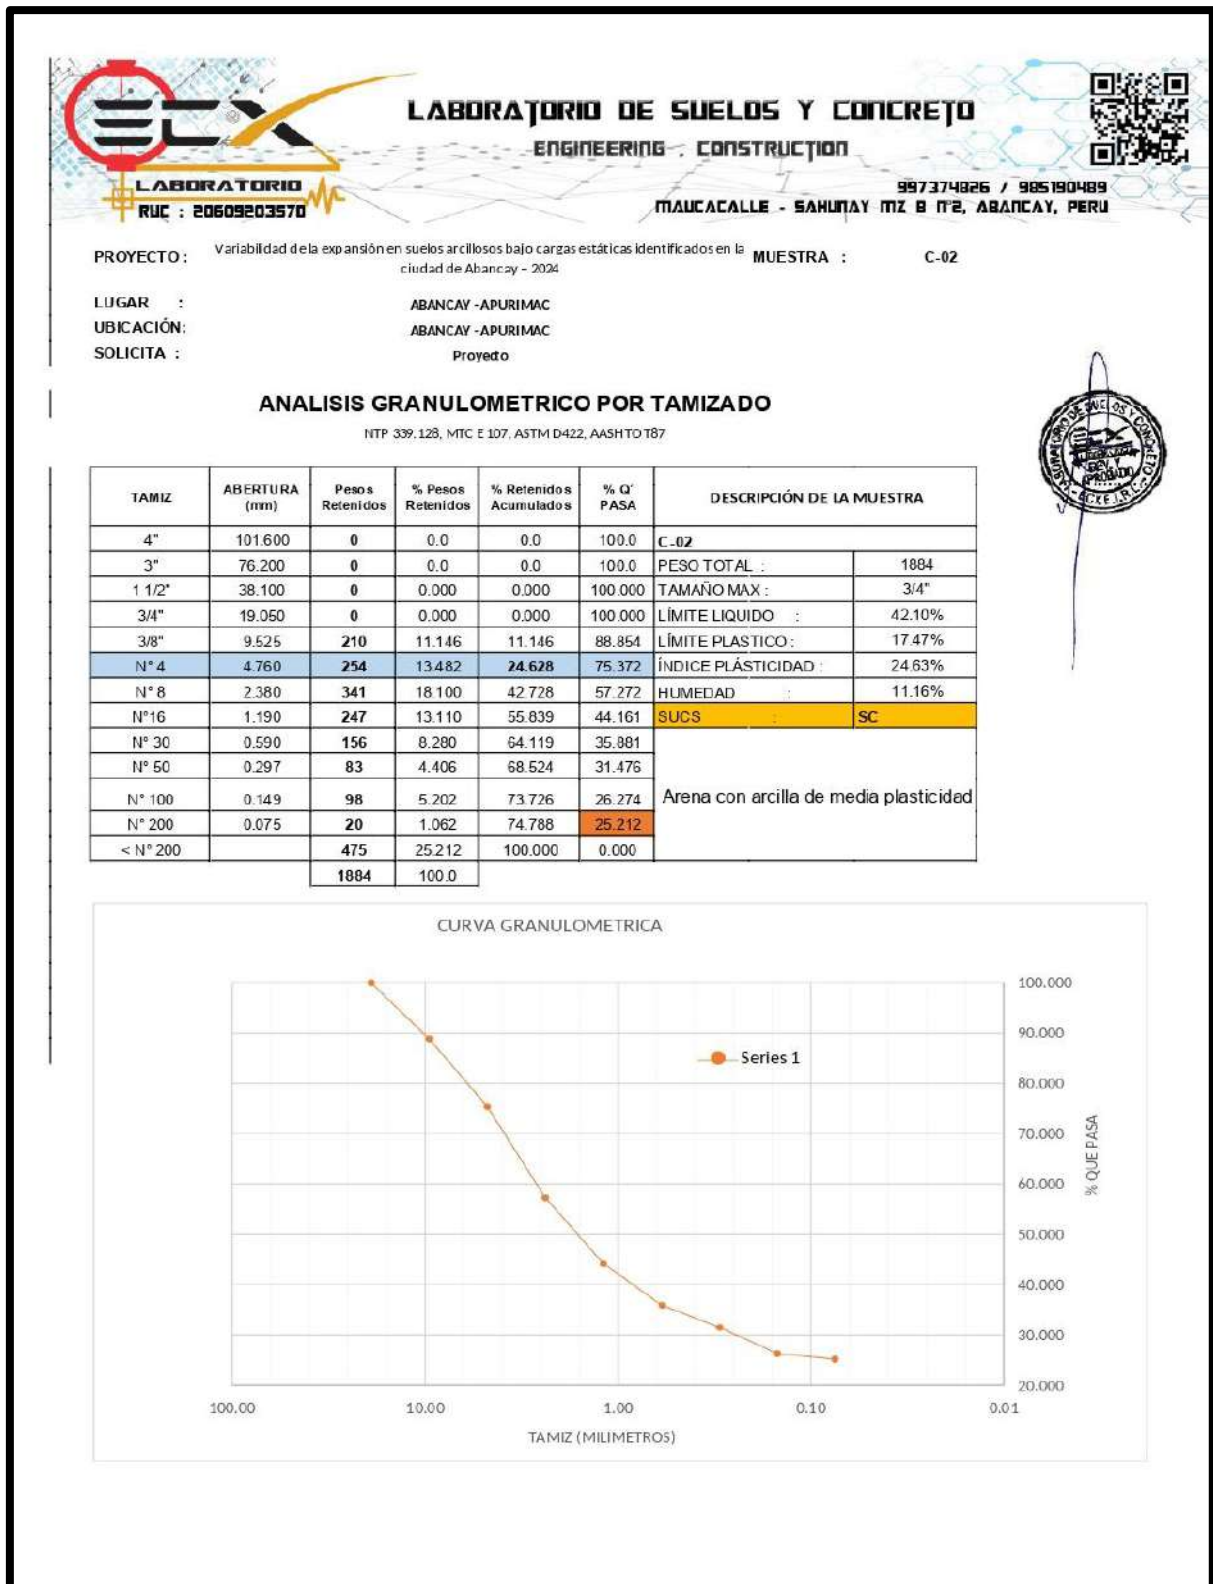 ECX
LABORATORIO
RUC : 20609203570
LABORATORIO DE SUELOS Y CONCRETO
ENGINEERING . CONSTRUCTION
997374826 / 985190489
MAUCACALLE - SAHUNAY MZ B N°2, ABANCAY, PERU
PROYECTO : Variabilidad de la expansión en suelos arcillosos bajo cargas estáticas identificados en la ciudad de Abancay – 2024 MUESTRA : C-02
LUGAR : ABANCAY -APURIMAC
UBICACIÓN: ABANCAY -APURIMAC
SOLICITA : Proyecto
ANALISIS GRANULOMETRICO POR TAMIZADO
NTP 339.128, MTC E 107, ASTM D422, AASHTO T87
TAMIZ ABERTURA (mm) Pesos Retenidos % Pesos Retenidos % Retenidos Acumulados % Q´ PASA DESCRIPCIÓN DE LA MUESTRA
4" 101.600 0 0.0 0.0 100.0 C-02
3" 76.200 0 0.0 0.0 100.0 PESO TOTAL : 1884
1 1/2" 38.100 0 0.000 0.000 100.000 TAMAÑO MAX : 3/4"
3/4" 19.050 0 0.000 0.000 100.000 LÍMITE LIQUIDO : 42.10%
3/8" 9.525 210 11.146 11.146 88.854 LÍMITE PLASTICO : 17.47%
N° 4 4.760 254 13.482 24.628 75.372 ÍNDICE PLÁSTICIDAD : 24.63%
N° 8 2.380 341 18.100 42.728 57.272 HUMEDAD : 11.16%
N°16 1.190 247 13.110 55.839 44.161 SUCS : SC
N° 30 0.590 156 8.280 64.119 35.881
N° 50 0.297 83 4.406 68.524 31.476
N° 100 0.149 98 5.202 73.726 26.274 Arena con arcilla de media plasticidad
N° 200 0.075 20 1.062 74.788 25.212
< N° 200 475 25.212 100.000 0.000
1884 100.0
CURVA GRANULOMETRICA
100.000
90.000
Series 1
80.000
70.000
60.000
50.000
40.000
30.000
20.000
% QUE PASA
100.00 10.00 1.00 0.10 0.01
TAMIZ (MILIMETROS)